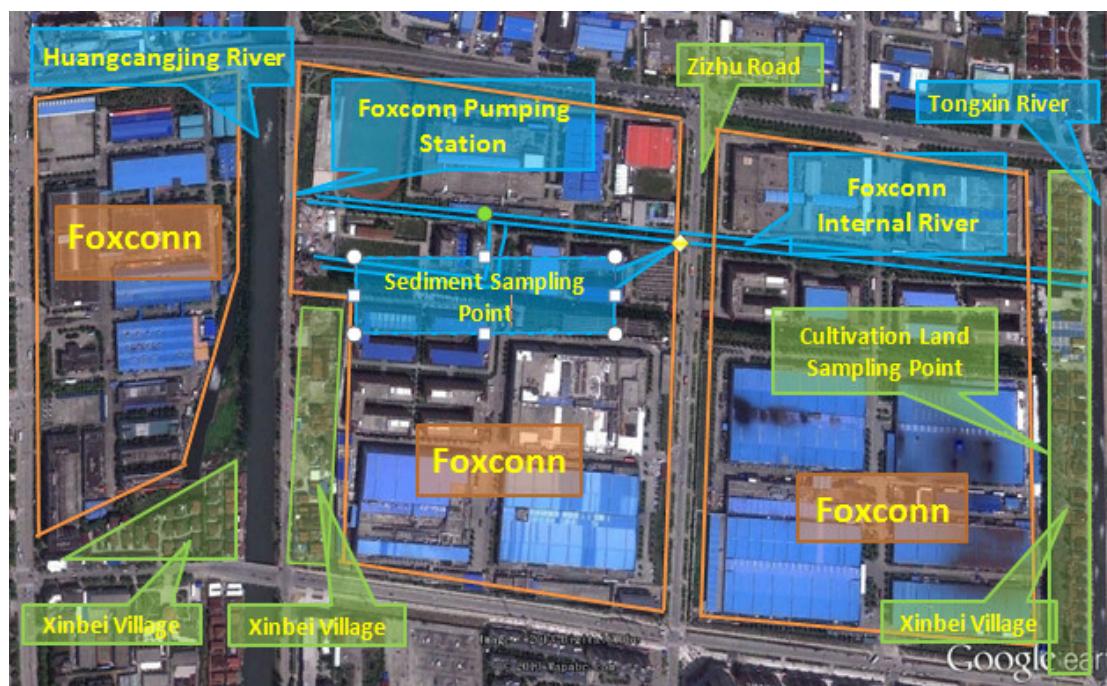 Huangcangjing River
Foxconn Pumping
Station
Zizhu Road
Tongxin River
Foxconn
Foxconn
Internal River
Sediment Sampling
Point
Cultivation Land
Sampling Point
Foxconn
Foxconn
Xinbei Village
Xinbei Village
Xinbei Village
Google ear